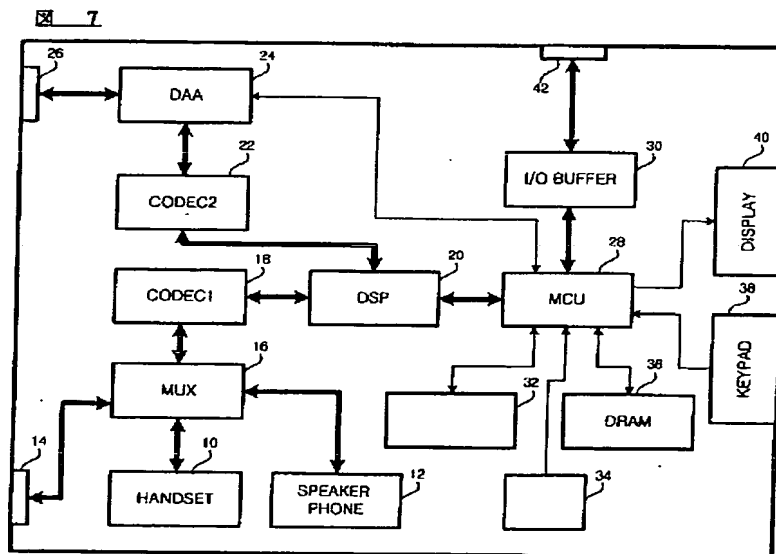 図 7
26
24
DAA
42
22
30
40
CODEC2
I/O BUFFER
DISPLAY
18
20
28
CODEC1
DSP
MCU
38
KEYPAD
16
MUX
32
36
DRAM
14
10
HANDSET
SPEAKER
PHONE
12
34